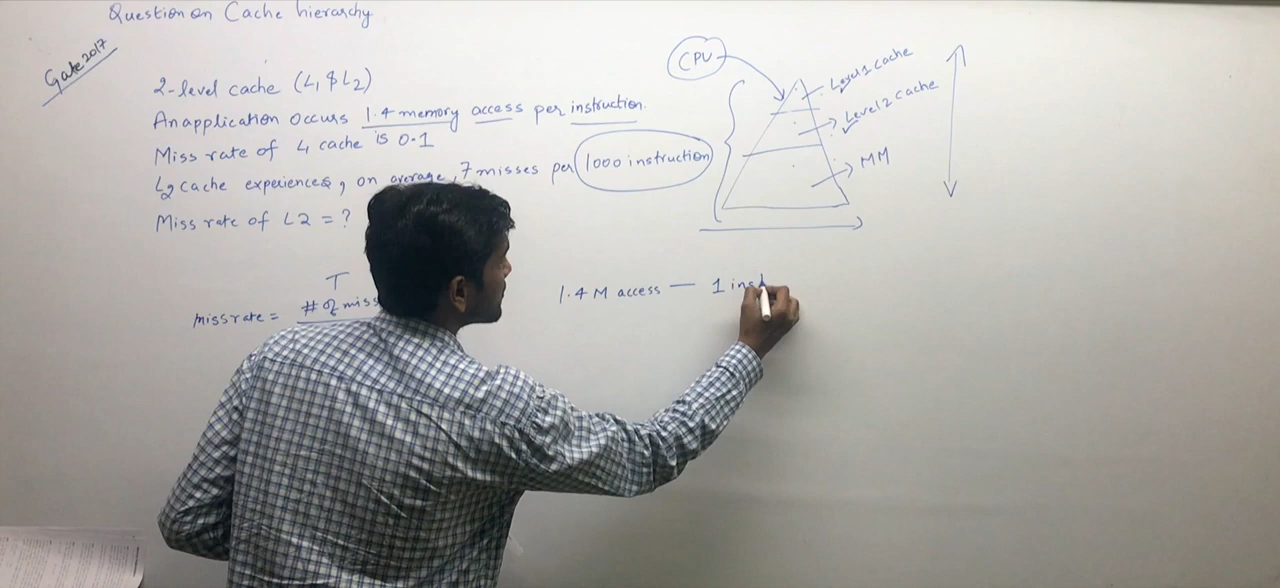 Question on Cache hierarchy
Gate 2017
2-level cache (L1 & L2)
An application occurs 1.4 memory access per instruction.
Miss rate of L1 cache is 0.1
L2 cache expeiences, on average, 7 misses per 1000 instruction
Miss rate of L2 = ?
CPU
Level 1 Cache
Level 2 Cache
MM
T
miss rate = # of miss
1.4 M access — 1 inst